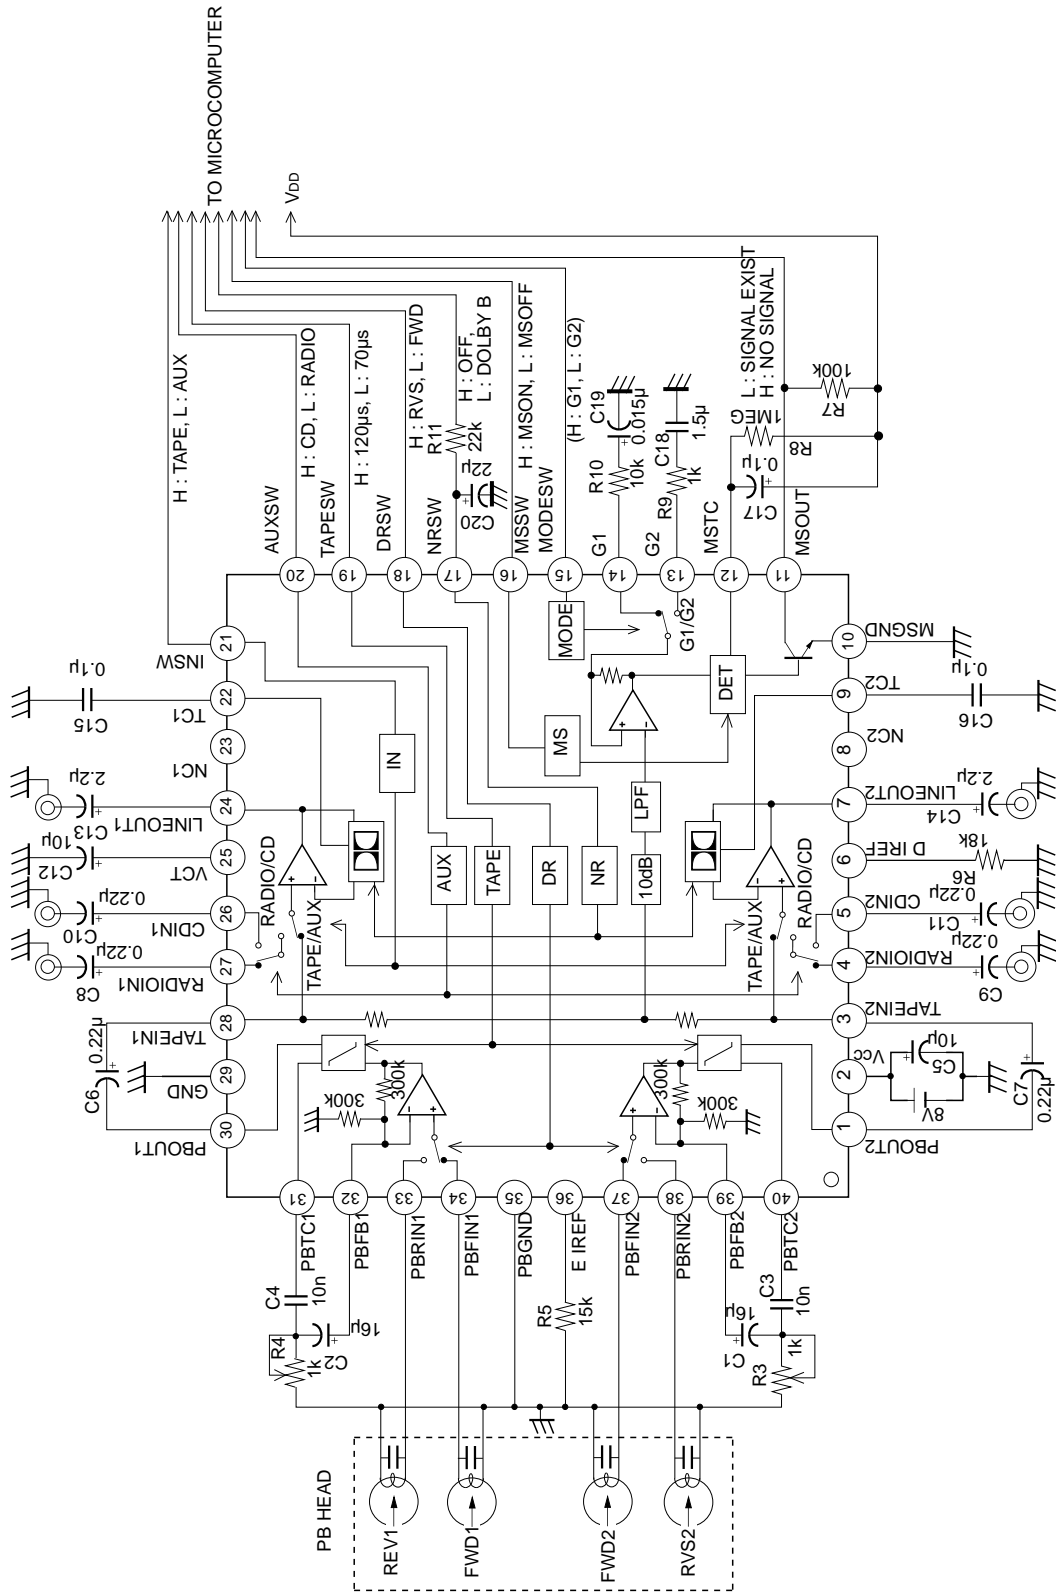 TO MICROCOMPUTER
VDD
H : TAPE, L : AUX
H : CD, L : RADIO
H : 120μs, L : 70μs
H : RVS, L : FWD
H : OFF,
L : DOLBY B
H : MSON, L : MSOFF
(H : G1, L : G2)
L : SIGNAL EXIST
H : NO SIGNAL
R11
22k
22μ
C20
R10
10k
C19
0.015μ
R9
1k
C18
1.5μ
0.1μ
C17
1MEG
R8
100k
R7
AUXSW
TAPESW
DRSW
NRSW
MSSW
MODESW
G1
G2
MSTC
MSOUT
20
19
18
17
16
15
14
13
12
11
21
INSW
22
TC1
0.1μ
C15
23
NC1
24
LINEOUT1
2.2μ
C13
25
VCT
10μ
C12
26
CDIN1
0.22μ
C10
27
RADIOIN1
0.22μ
C8
28
TAPEIN1
0.22μ
C6
29
GND
30
PBOUT1
MODE
G1/G2
DET
MS
IN
LPF
10dB
AUX
TAPE
DR
NR
RADIO/CD
TAPE/AUX
RADIO/CD
TAPE/AUX
300k
300k
300k
300k
10
MSGND
9
TC2
0.1μ
C16
8
NC2
7
LINEOUT2
2.2μ
C14
6
D IREF
18k
R6
5
CDIN2
0.22μ
C11
4
RADIOIN2
0.22μ
C9
3
TAPEIN2
2
Vcc
10μ
C5
8V
C7
0.22μ
1
PBOUT2
31
32
33
34
35
36
37
38
39
40
PBTC1
PBFB1
PBRIN1
PBFIN1
PBGND
E IREF
PBFIN2
PBRIN2
PBFB2
PBTC2
C4
10n
R4
1k
16μ
C2
R5
15k
16μ
C1
C3
10n
1k
R3
PB HEAD
REV1
FWD1
FWD2
RVS2